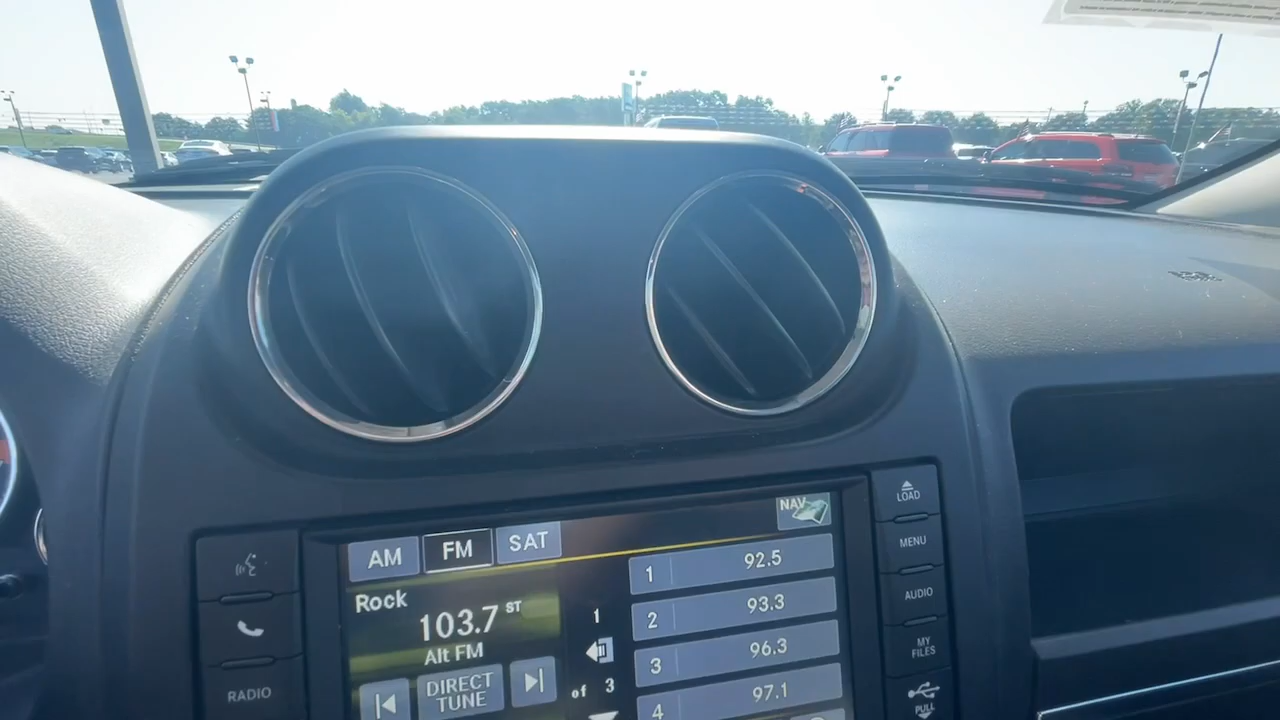 NAV
LOAD
AM FM SAT
MENU
1 92.5
Rock
103.7 ST
Alt FM
2 93.3
AUDIO
1
3 96.3
MY
FILES
of 3
DIRECT
TUNE
4 97.1
RADIO
PULL